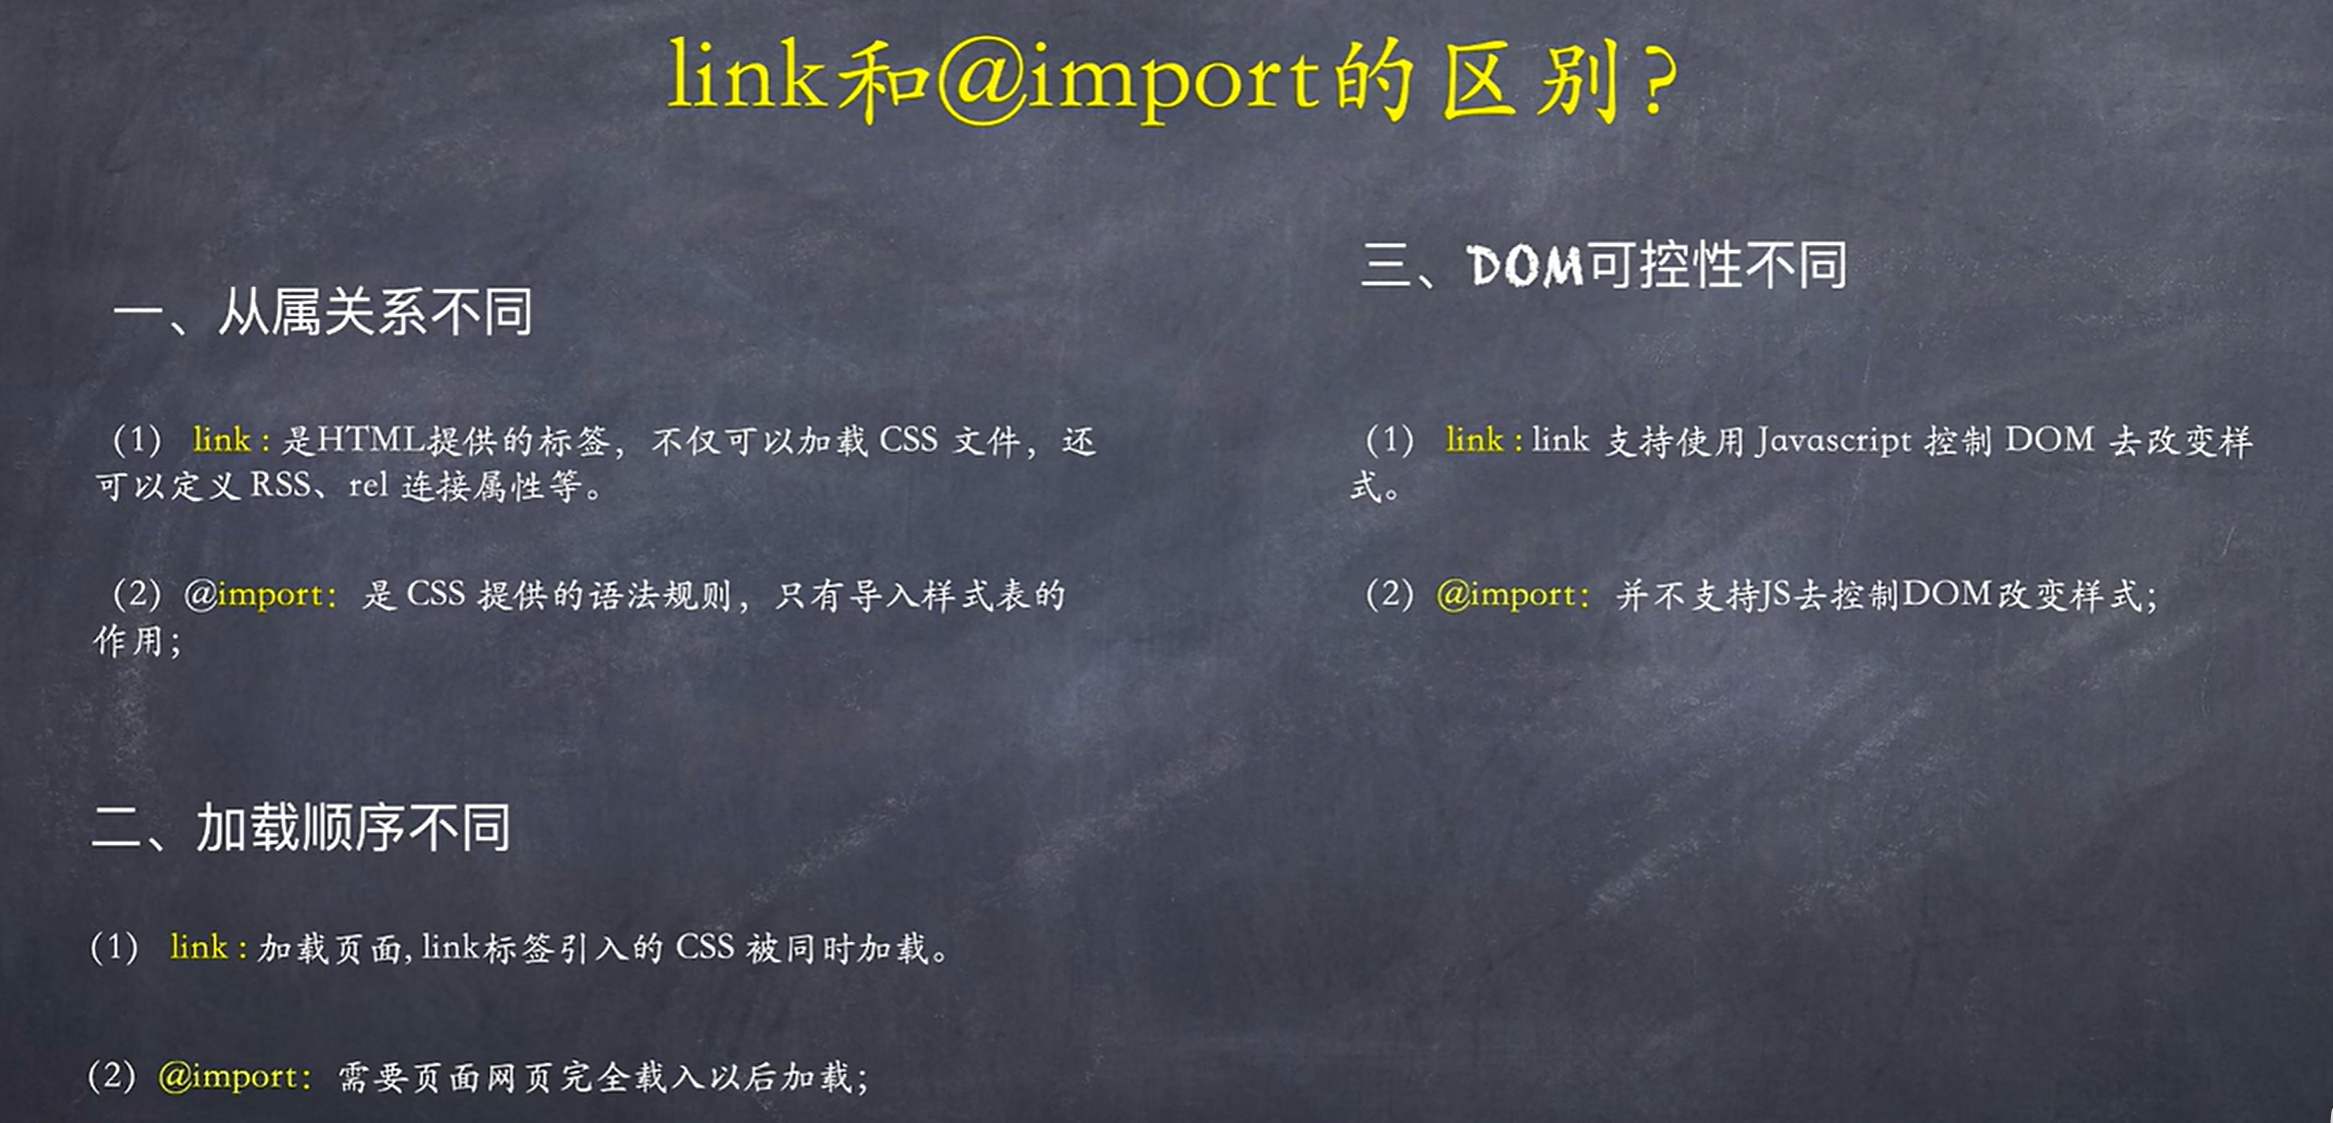 link和@import的区别?
一、从属关系不同
(1) link : 是HTML提供的标签，不仅可以加载 CSS 文件，还
可以定义 RSS、rel 连接属性等。
(2) @import： 是 CSS 提供的语法规则，只有导入样式表的
作用；
二、加载顺序不同
(1) link : 加载页面, link标签引入的 CSS 被同时加载。
(2) @import： 需要页面网页完全载入以后加载；
三、DOM可控性不同
(1) link : link 支持使用 Javascript 控制 DOM 去改变样
式。
(2) @import： 并不支持JS去控制DOM改变样式；